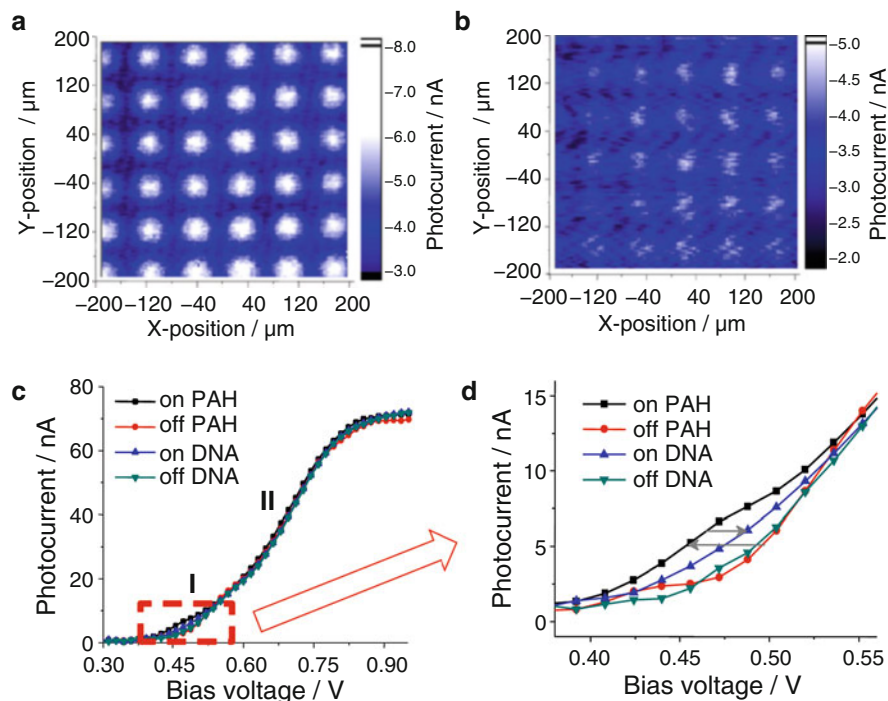 a
200
120
40
−40
−120
−200
Y-position / µm
−200 −120 −40 40 120 200
X-position / µm
−8.0
−7.0
−6.0
−5.0
−4.0
−3.0
Photocurrent / nA
b
200
120
40
−40
−120
−200
Y-position / µm
−200 −120 −40 40 120 200
X-position / µm
−5.0
−4.5
−4.0
−3.5
−3.0
−2.5
−2.0
Photocurrent / nA
c
80
60
40
20
0
Photocurrent / nA
on PAH
off PAH
on DNA
off DNA
II
I
0.30 0.45 0.60 0.75 0.90
Bias voltage / V
d
15
10
5
0
Photocurrent / nA
on PAH
off PAH
on DNA
off DNA
0.40 0.45 0.50 0.55
Bias voltage / V